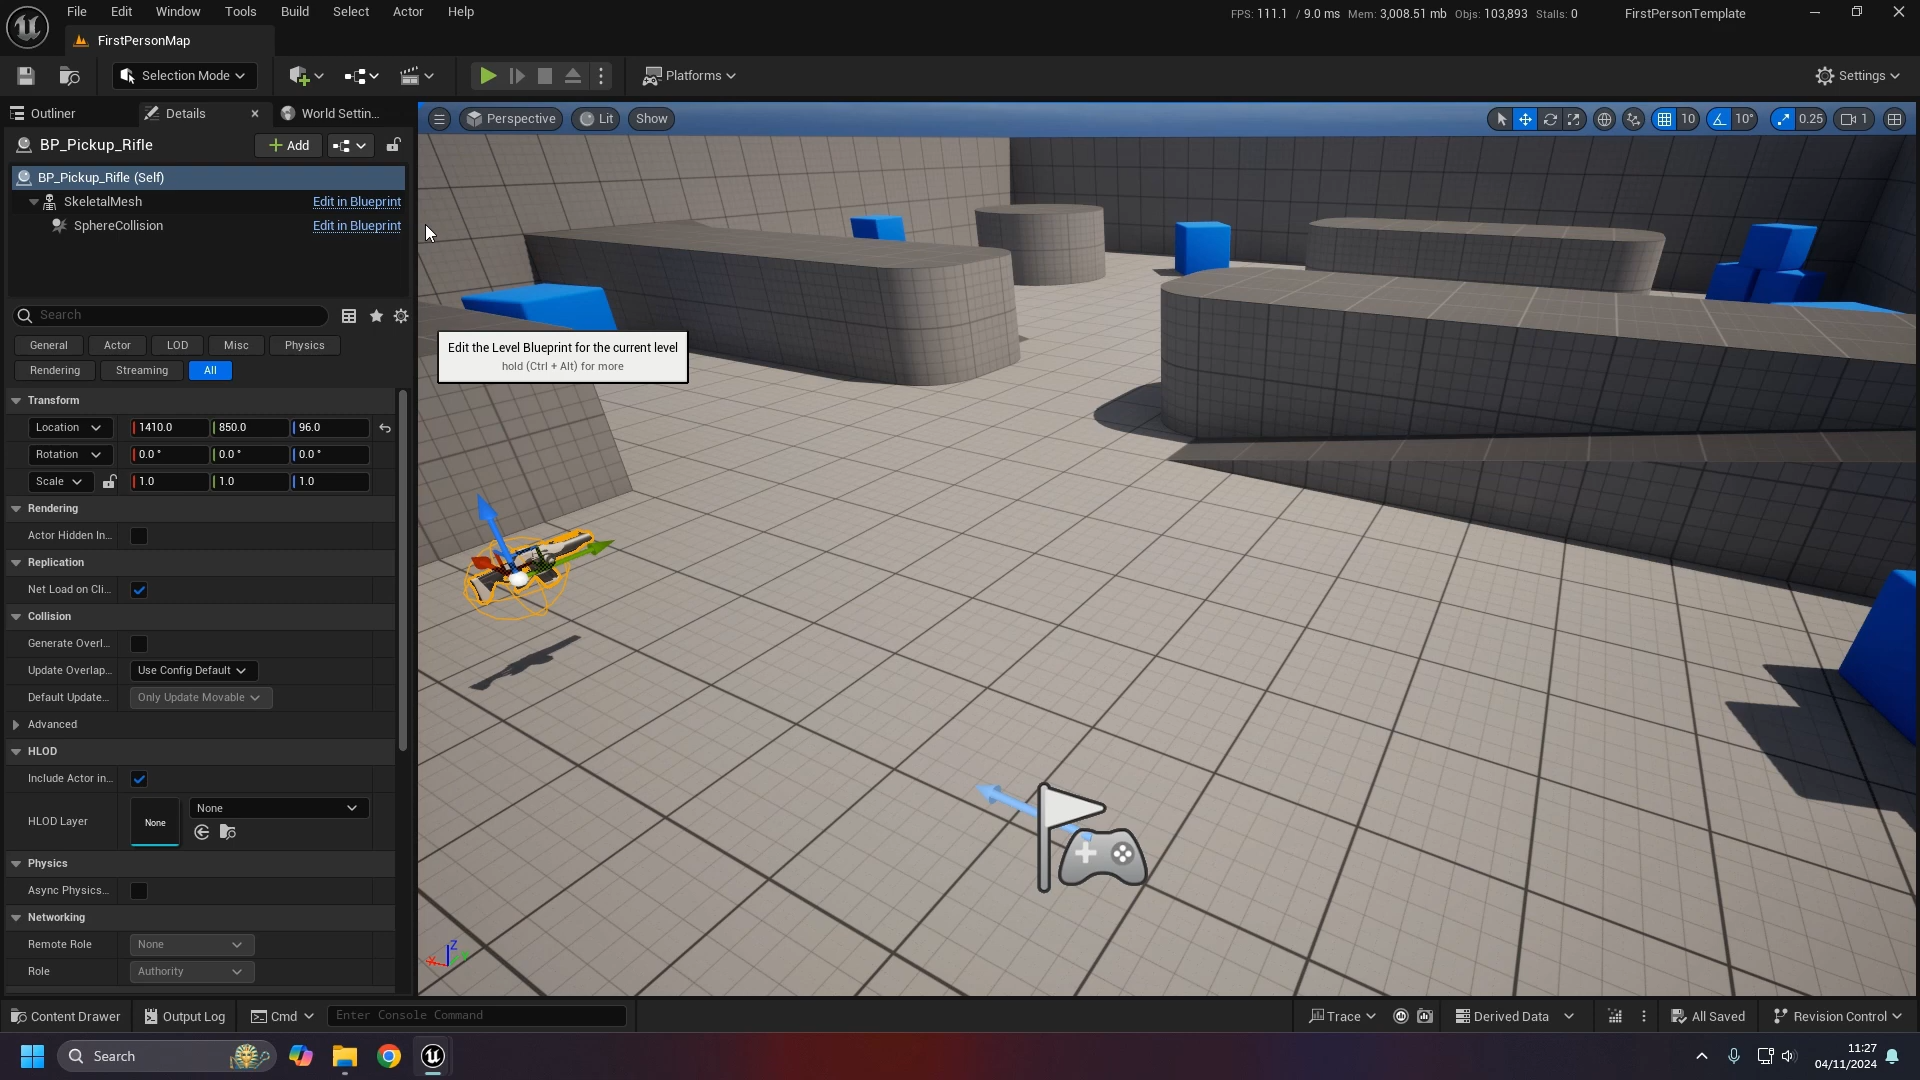 File Edit Window Tools Build Select Actor Help
FPS: 111.1 / 9.0 ms Mem: 3,008.51 mb Objs: 103,893 Stalls: 0
FirstPersonTemplate
FirstPersonMap
Selection Mode
Platforms
Settings
Outliner
Details
World Settin...
BP_Pickup_Rifle
Add
BP_Pickup_Rifle (Self)
SkeletalMesh Edit in Blueprint
SphereCollision Edit in Blueprint
Search
General Actor LOD Misc Physics
Rendering Streaming All
Transform
Location 1410.0 850.0 96.0
Rotation 0.0 ° 0.0 ° 0.0 °
Scale 1.0 1.0 1.0
Rendering
Actor Hidden In...
Replication
Net Load on Cli...
Collision
Generate Overl...
Update Overlap... Use Config Default
Default Update... Only Update Movable
Advanced
HLOD
Include Actor in...
HLOD Layer None None
Physics
Async Physics...
Networking
Remote Role None
Role Authority
Perspective Lit Show
10 10° 0.25 1
Edit the Level Blueprint for the current level
hold (Ctrl + Alt) for more
Z
X
Content Drawer Output Log Cmd Enter Console Command
Trace Derived Data All Saved Revision Control
Search
11:27
04/11/2024